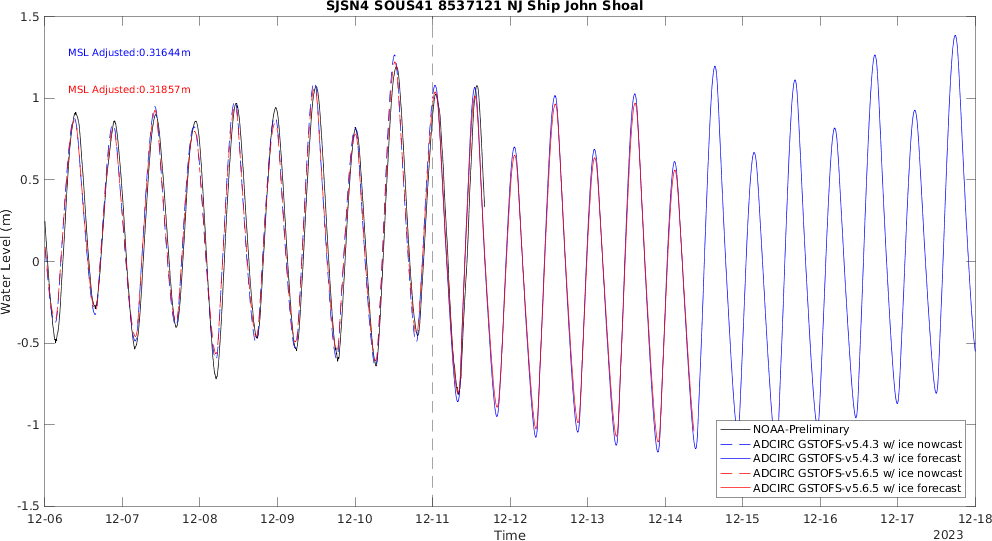 SJSN4 SOUS41 8537121 NJ Ship John Shoal
MSL Adjusted:0.31644m
MSL Adjusted:0.31857m
Water Level (m)
1.5
1
0.5
0
-0.5
-1
-1.5
NOAA-Preliminary
ADCIRC GSTOFS-v5.4.3 w/ ice nowcast
ADCIRC GSTOFS-v5.4.3 w/ ice forecast
ADCIRC GSTOFS-v5.6.5 w/ ice nowcast
ADCIRC GSTOFS-v5.6.5 w/ ice forecast
12-06 12-07 12-08 12-09 12-10 12-11 12-12 12-13 12-14 12-15 12-16 12-17 12-18
Time
2023